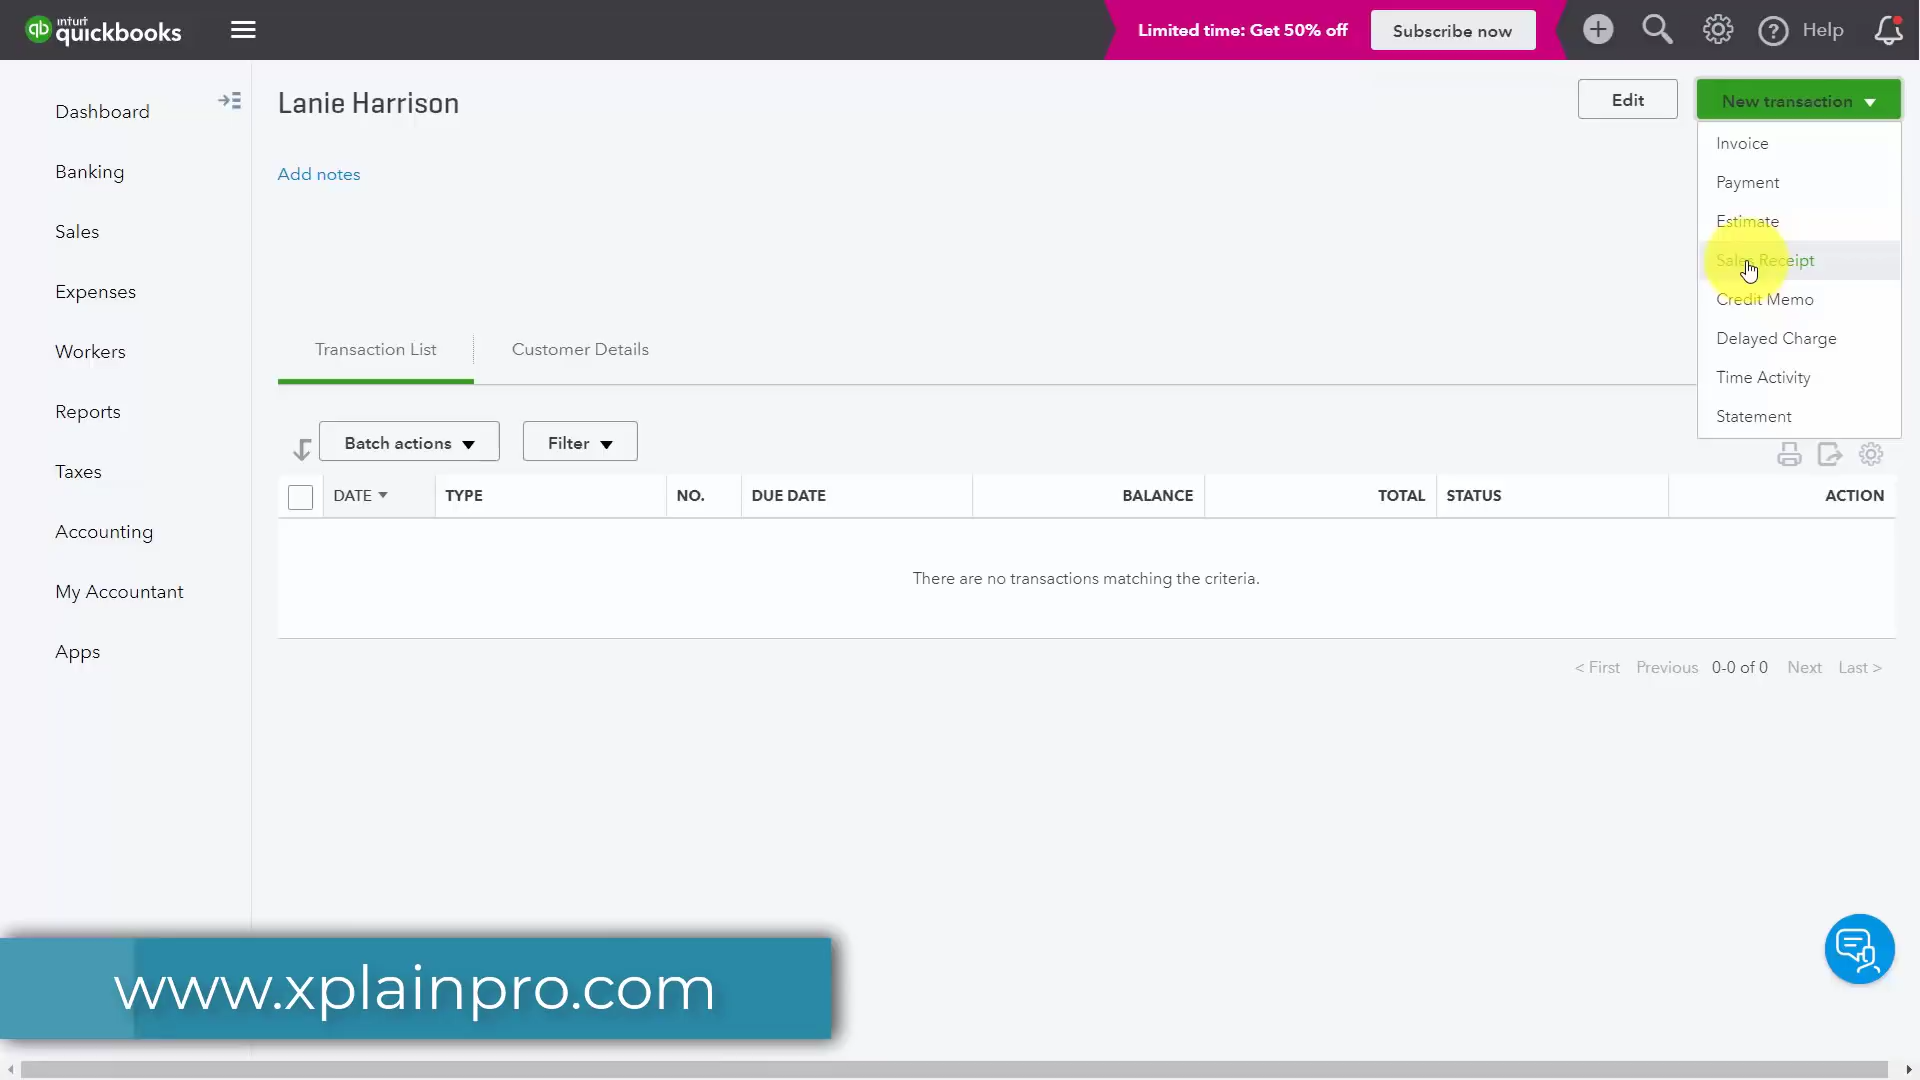 intuit
quickbooks
Limited time: Get 50% off
Subscribe now
Help
Dashboard
Banking
Sales
Expenses
Workers
Reports
Taxes
Accounting
My Accountant
Apps
Lanie Harrison
Edit
New transaction
Add notes
Invoice
Payment
Estimate
Sales Receipt
Credit Memo
Delayed Charge
Time Activity
Statement
Transaction List
Customer Details
Batch actions
Filter
DATE TYPE NO. DUE DATE BALANCE TOTAL STATUS ACTION
There are no transactions matching the criteria.
< First Previous 0-0 of 0 Next Last >
www.xplainpro.com